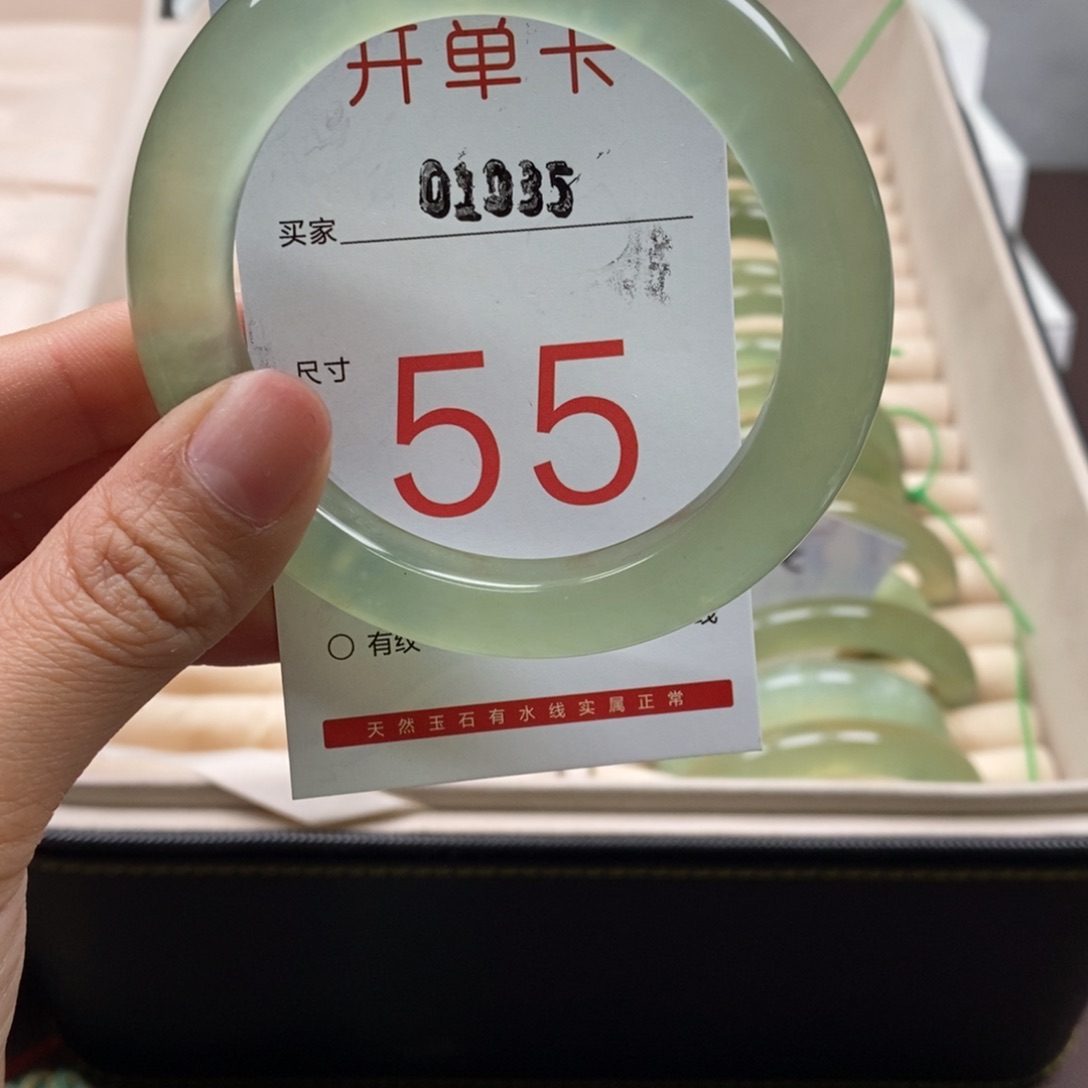 开单卡
01935
买家
尺寸
55
有纹
天然玉石有水线实属正常